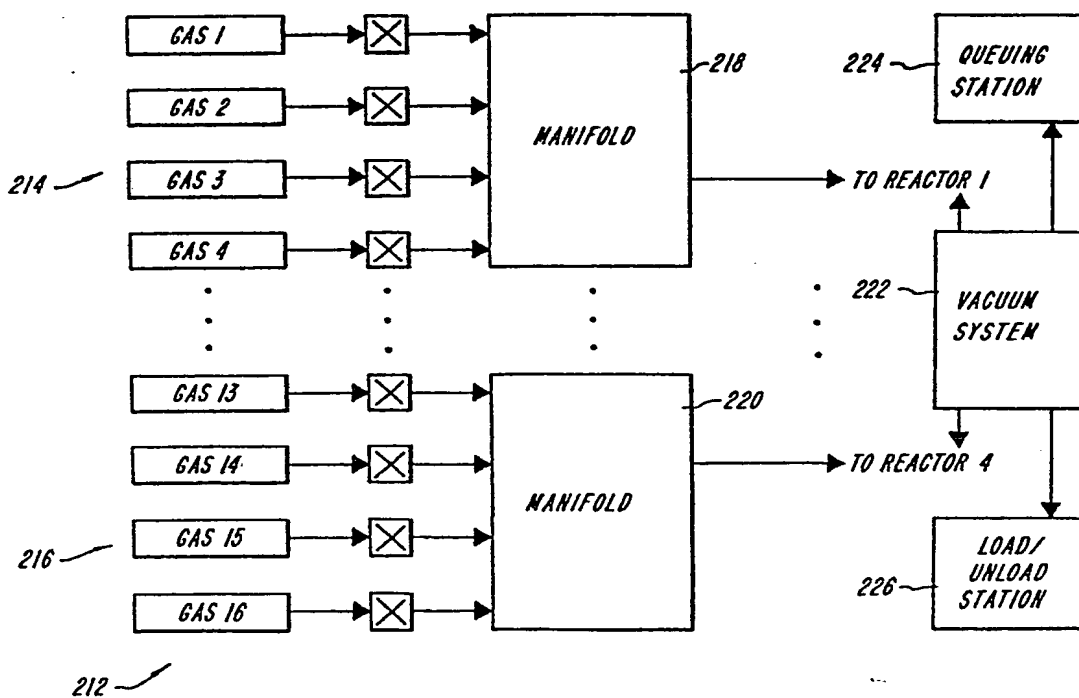 GAS 1
GAS 2
GAS 3
GAS 4
214
MANIFOLD
218
TO REACTOR 1
224
QUEUING
STATION
222
VACUUM
SYSTEM
GAS 13
GAS 14
GAS 15
GAS 16
216
212
MANIFOLD
220
TO REACTOR 4
226
LOAD/
UNLOAD
STATION